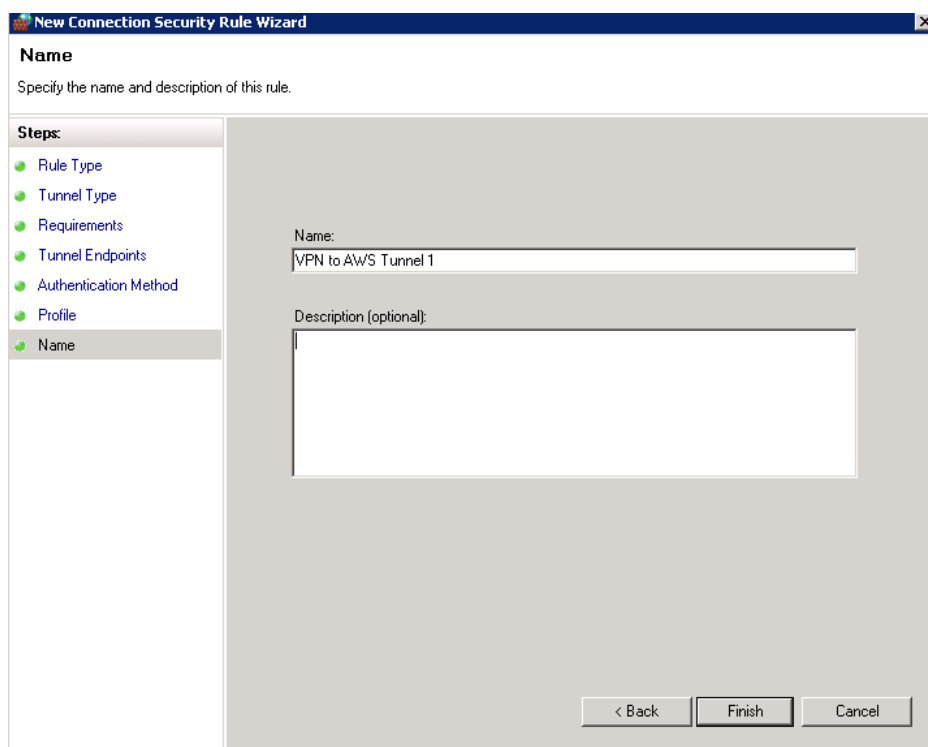 New Connection Security Rule Wizard
Name
Specify the name and description of this rule.
Steps:
Rule Type
Tunnel Type
Requirements
Tunnel Endpoints
Authentication Method
Profile
Name
Name:
VPN to AWS Tunnel 1
Description (optional):
< Back
Finish
Cancel